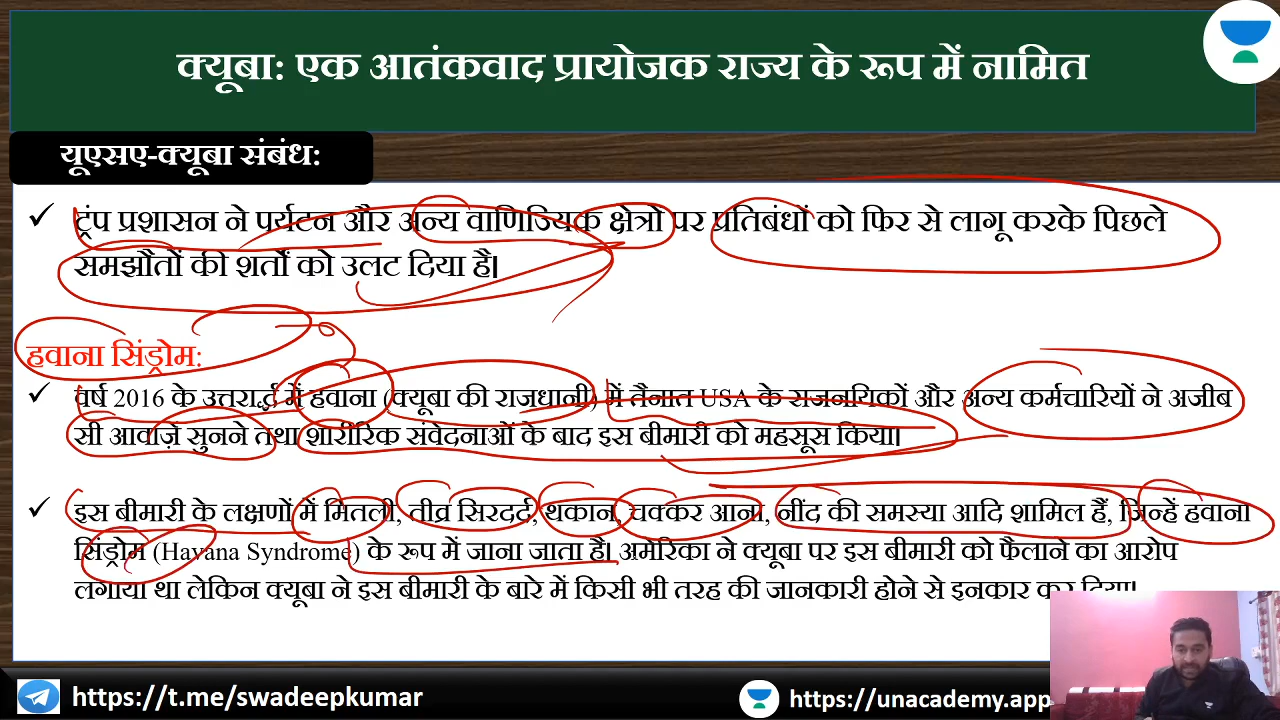 क्यूबा: एक आतंकवाद प्रायोजक राज्य के रूप में नामित
यूएसए-क्यूबा संबंध:
ट्रंप प्रशासन ने पर्यटन और अन्य वाणिज्यिक क्षेत्रों पर प्रतिबंधों को फिर से लागू करके पिछले
समझौतों की शर्तों को उलट दिया है।
हवाना सिंड्रोम:
वर्ष 2016 के उत्तरार्द्ध में हवाना (क्यूबा की राजधानी) में तैनात USA के राजनयिकों और अन्य कर्मचारियों ने अजीब
सी आवाज़ें सुनने तथा शारीरिक संवेदनाओं के बाद इस बीमारी को महसूस किया।
इस बीमारी के लक्षणों में मितली, तीव्र सिरदर्द, थकान, चक्कर आना, नींद की समस्या आदि शामिल हैं, जिन्हें हवाना
सिंड्रोम (Havana Syndrome) के रूप में जाना जाता है। अमेरिका ने क्यूबा पर इस बीमारी को फैलाने का आरोप
लगाया था लेकिन क्यूबा ने इस बीमारी के बारे में किसी भी तरह की जानकारी होने से इनकार कर दिया।
https://t.me/swadeepkumar
https://unacademy.app